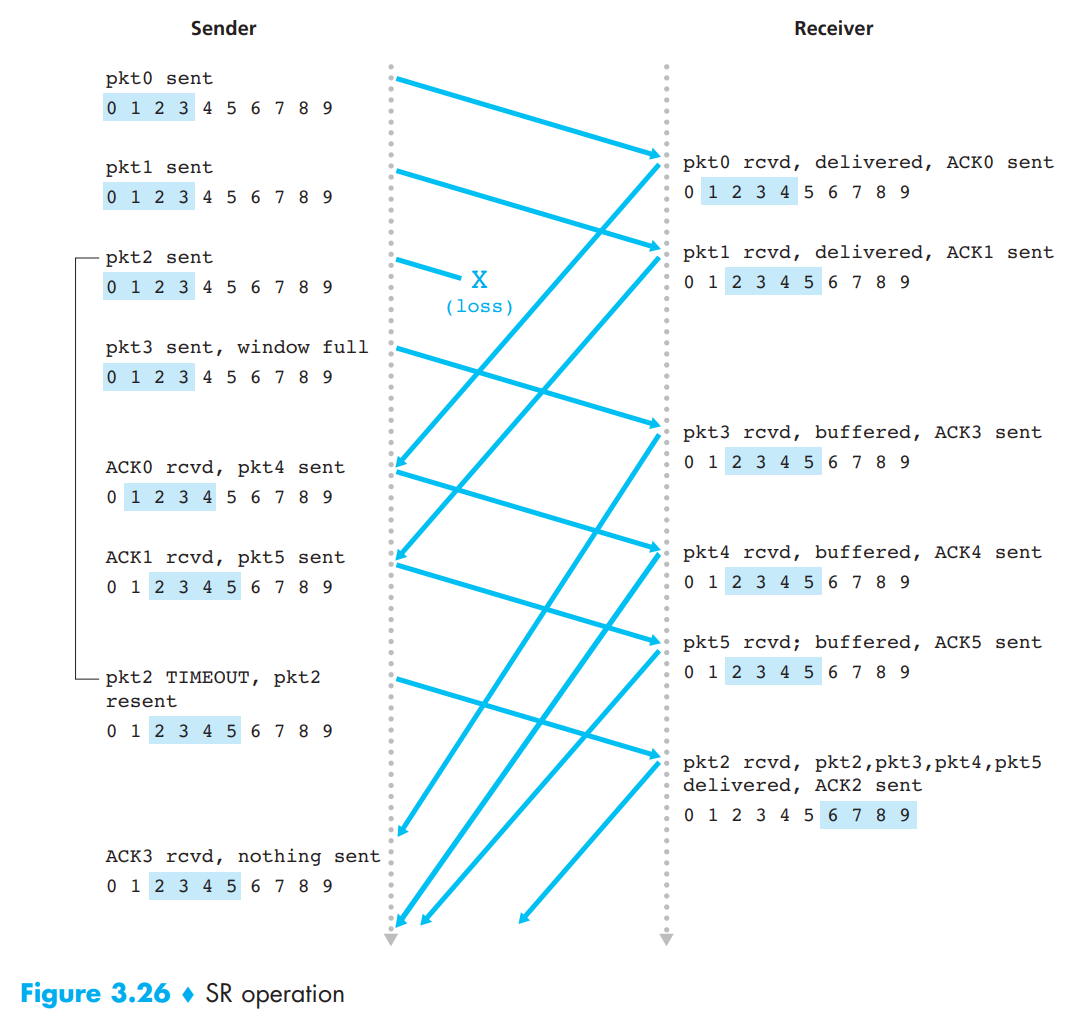 Sender
Receiver
pkt0 sent
0 1 2 3 4 5 6 7 8 9
pkt0 rcvd, delivered, ACK0 sent
0 1 2 3 4 5 6 7 8 9
pkt1 sent
0 1 2 3 4 5 6 7 8 9
pkt1 rcvd, delivered, ACK1 sent
0 1 2 3 4 5 6 7 8 9
pkt2 sent
0 1 2 3 4 5 6 7 8 9
X
(loss)
pkt3 sent, window full
0 1 2 3 4 5 6 7 8 9
pkt3 rcvd, buffered, ACK3 sent
0 1 2 3 4 5 6 7 8 9
ACK0 rcvd, pkt4 sent
0 1 2 3 4 5 6 7 8 9
pkt4 rcvd, buffered, ACK4 sent
0 1 2 3 4 5 6 7 8 9
ACK1 rcvd, pkt5 sent
0 1 2 3 4 5 6 7 8 9
pkt5 rcvd; buffered, ACK5 sent
0 1 2 3 4 5 6 7 8 9
pkt2 TIMEOUT, pkt2
resent
0 1 2 3 4 5 6 7 8 9
pkt2 rcvd, pkt2,pkt3,pkt4,pkt5
delivered, ACK2 sent
0 1 2 3 4 5 6 7 8 9
ACK3 rcvd, nothing sent
0 1 2 3 4 5 6 7 8 9
Figure 3.26 ♦ SR operation